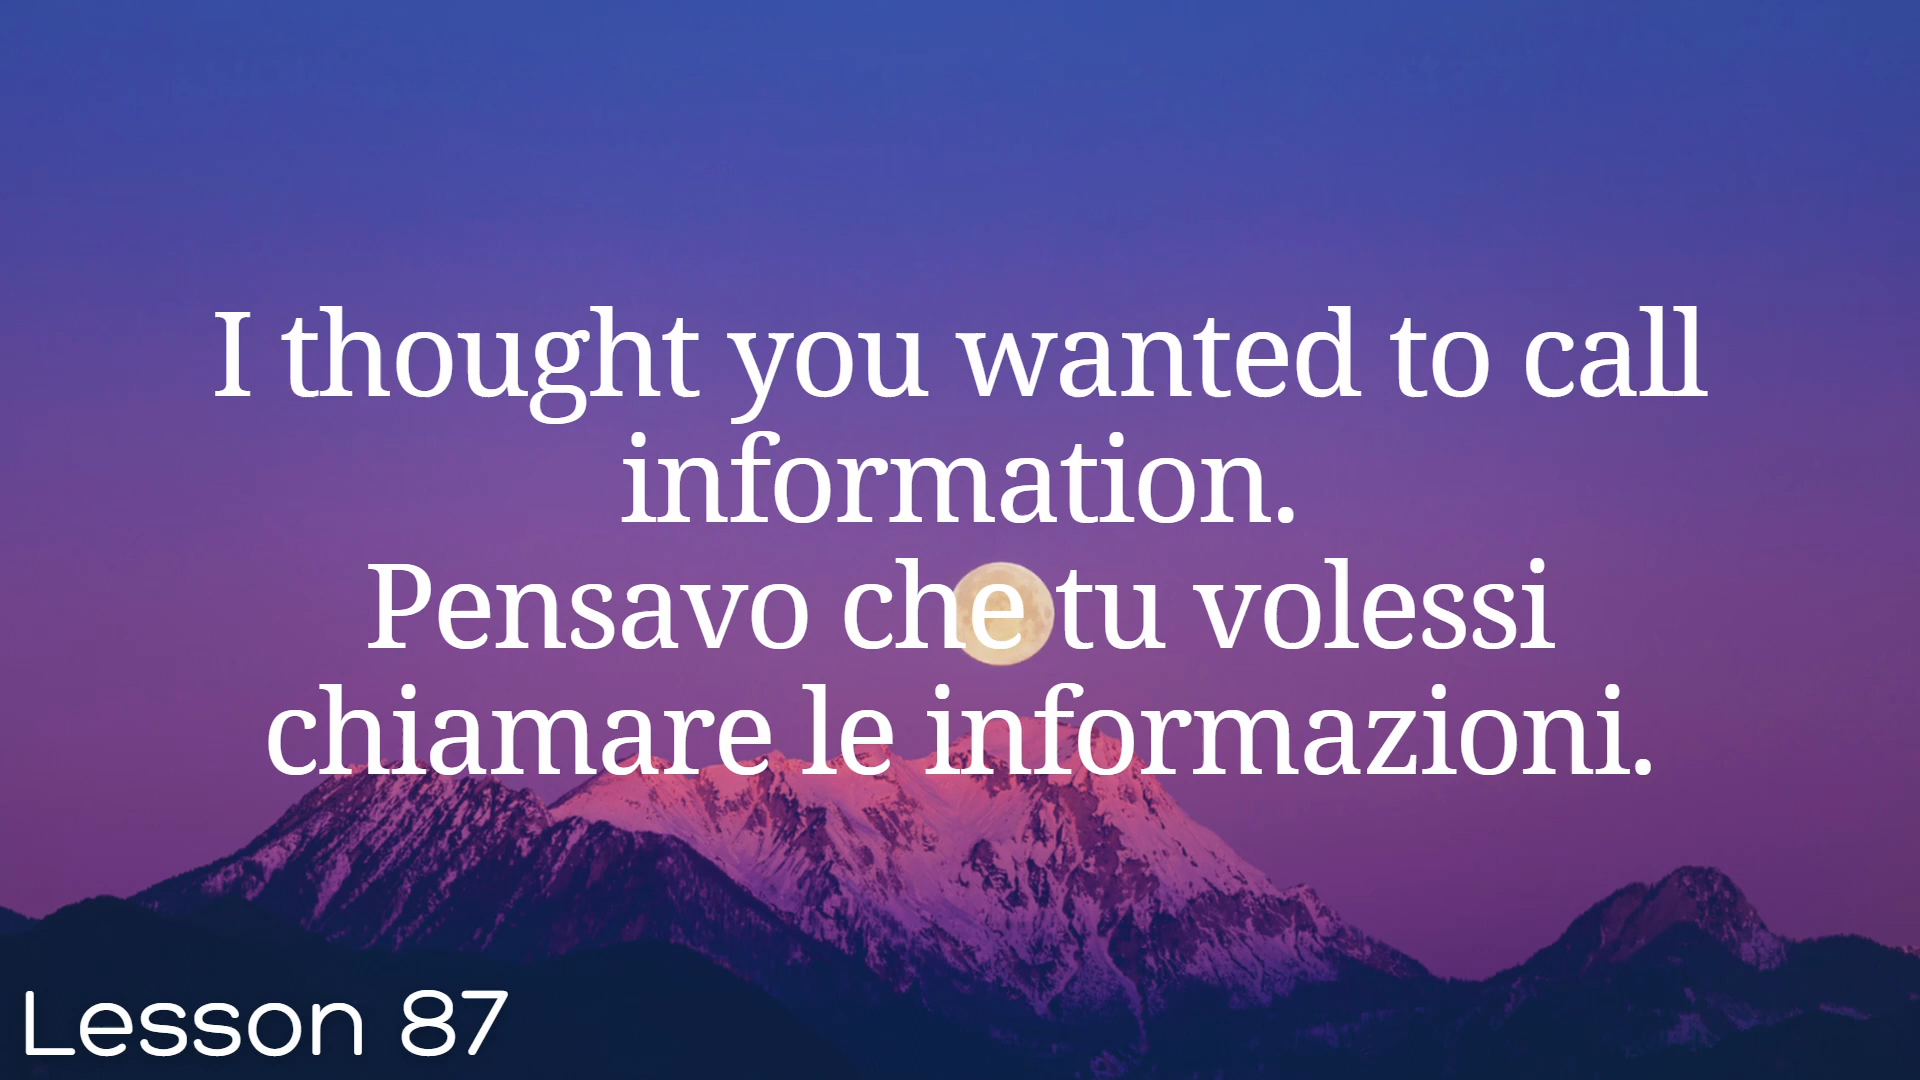 I thought you wanted to call
information.
Pensavo che tu volessi
chiamare le informazioni.
Lesson 87